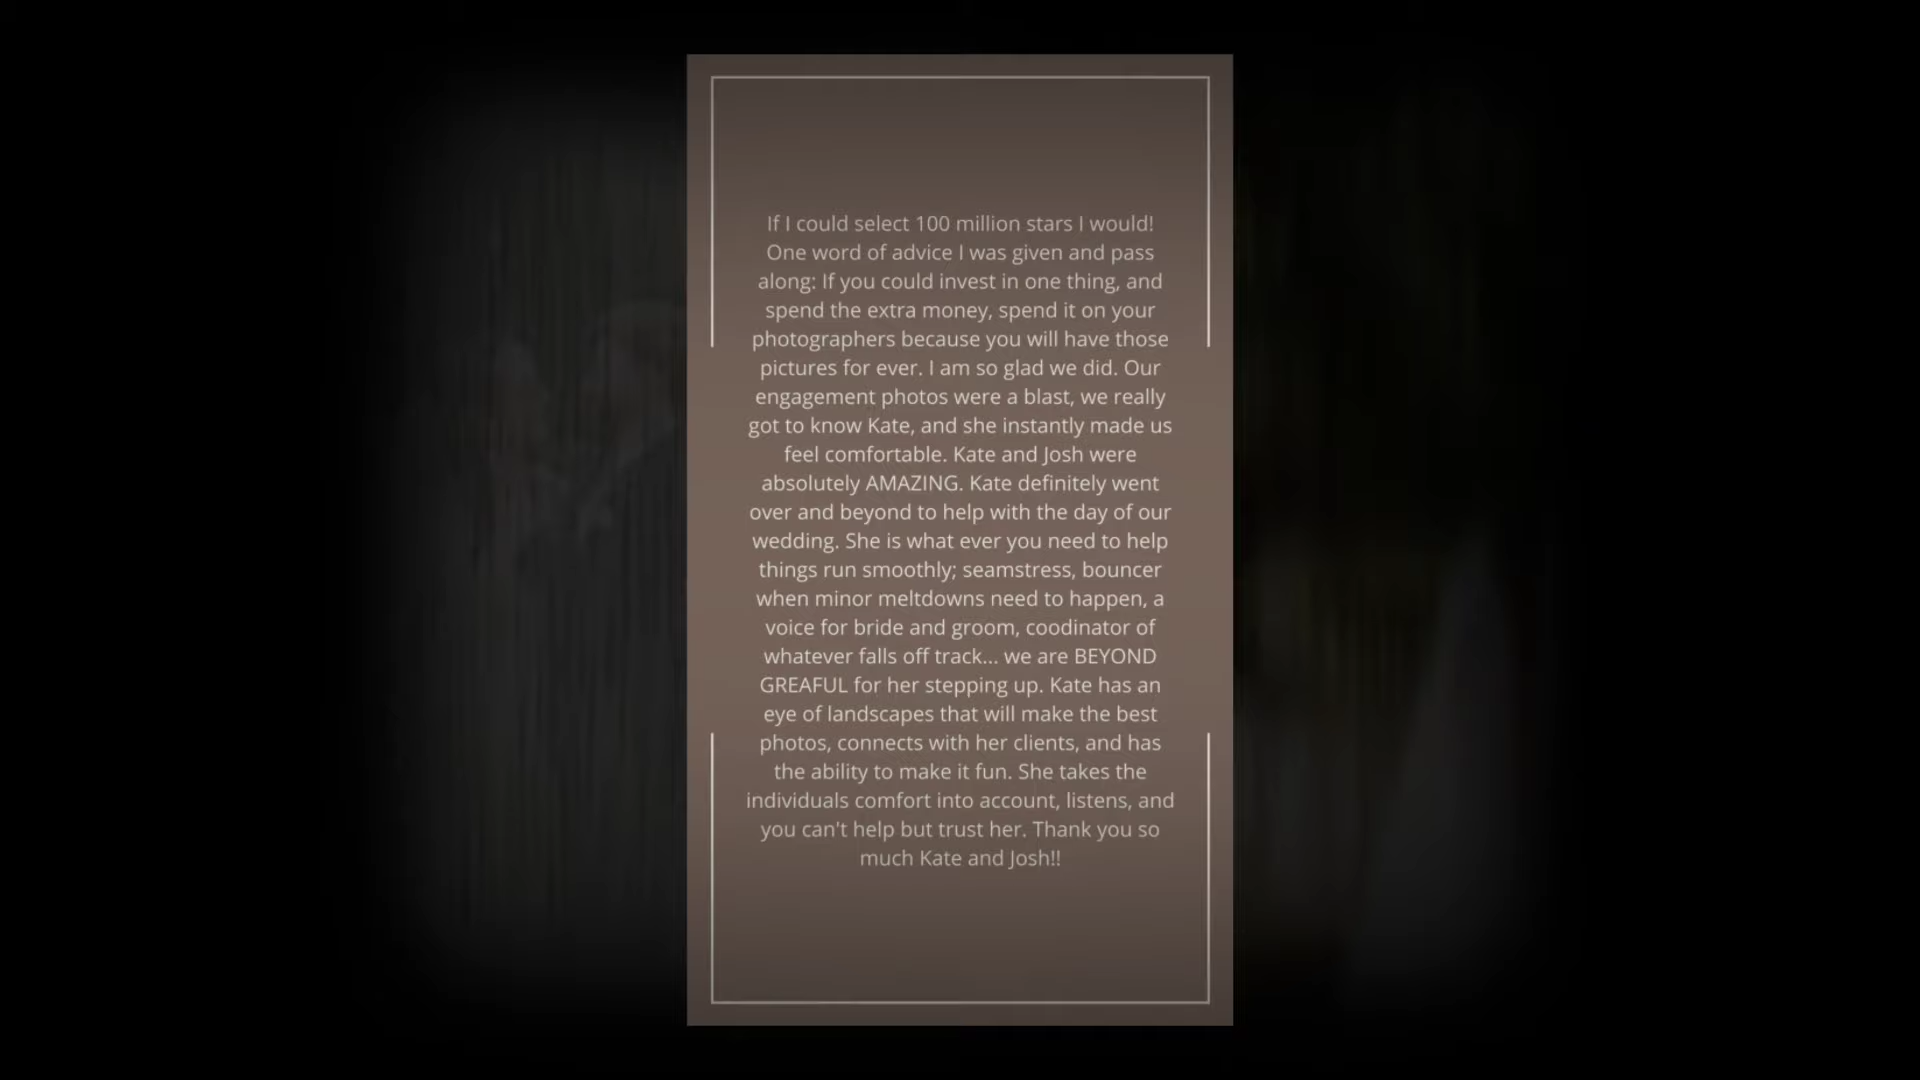 If I could select 100 million stars I would!
One word of advice I was given and pass
along: If you could invest in one thing, and
spend the extra money, spend it on your
photographers because you will have those
pictures for ever. I am so glad we did. Our
engagement photos were a blast, we really
got to know Kate, and she instantly made us
feel comfortable. Kate and Josh were
absolutely AMAZING. Kate definitely went
over and beyond to help with the day of our
wedding. She is what ever you need to help
things run smoothly; seamstress, bouncer
when minor meltdowns need to happen, a
voice for bride and groom, coodinator of
whatever falls off track... we are BEYOND
GREAFUL for her stepping up. Kate has an
eye of landscapes that will make the best
photos, connects with her clients, and has
the ability to make it fun. She takes the
individuals comfort into account, listens, and
you can't help but trust her. Thank you so
much Kate and Josh!!